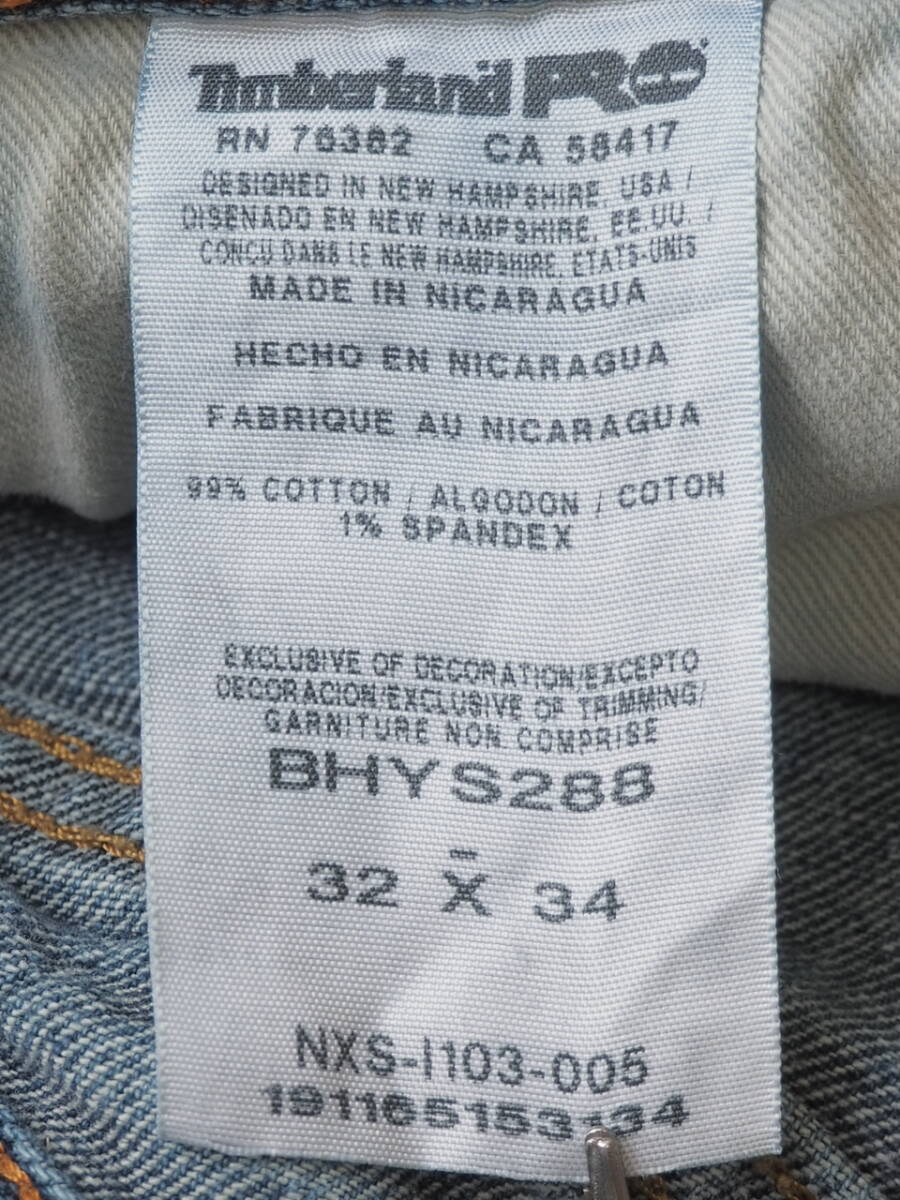 Timberland PRO
RN 76382 CA 58417
DESIGNED IN NEW HAMPSHIRE, USA /
DISENADO EN NEW HAMPSHIRE, EE.UU. /
CONCU DANS LE NEW HAMPSHIRE, ETATS-UNIS
MADE IN NICARAGUA
HECHO EN NICARAGUA
FABRIQUE AU NICARAGUA
99% COTTON / ALGODON / COTON
1% SPANDEX
EXCLUSIVE OF DECORATION/EXCEPTO
DECORACION/EXCLUSIVE OF TRIMMING/
GARNITURE NON COMPRISE
BHYS288
32 X̄ 34
NXS-I103-005